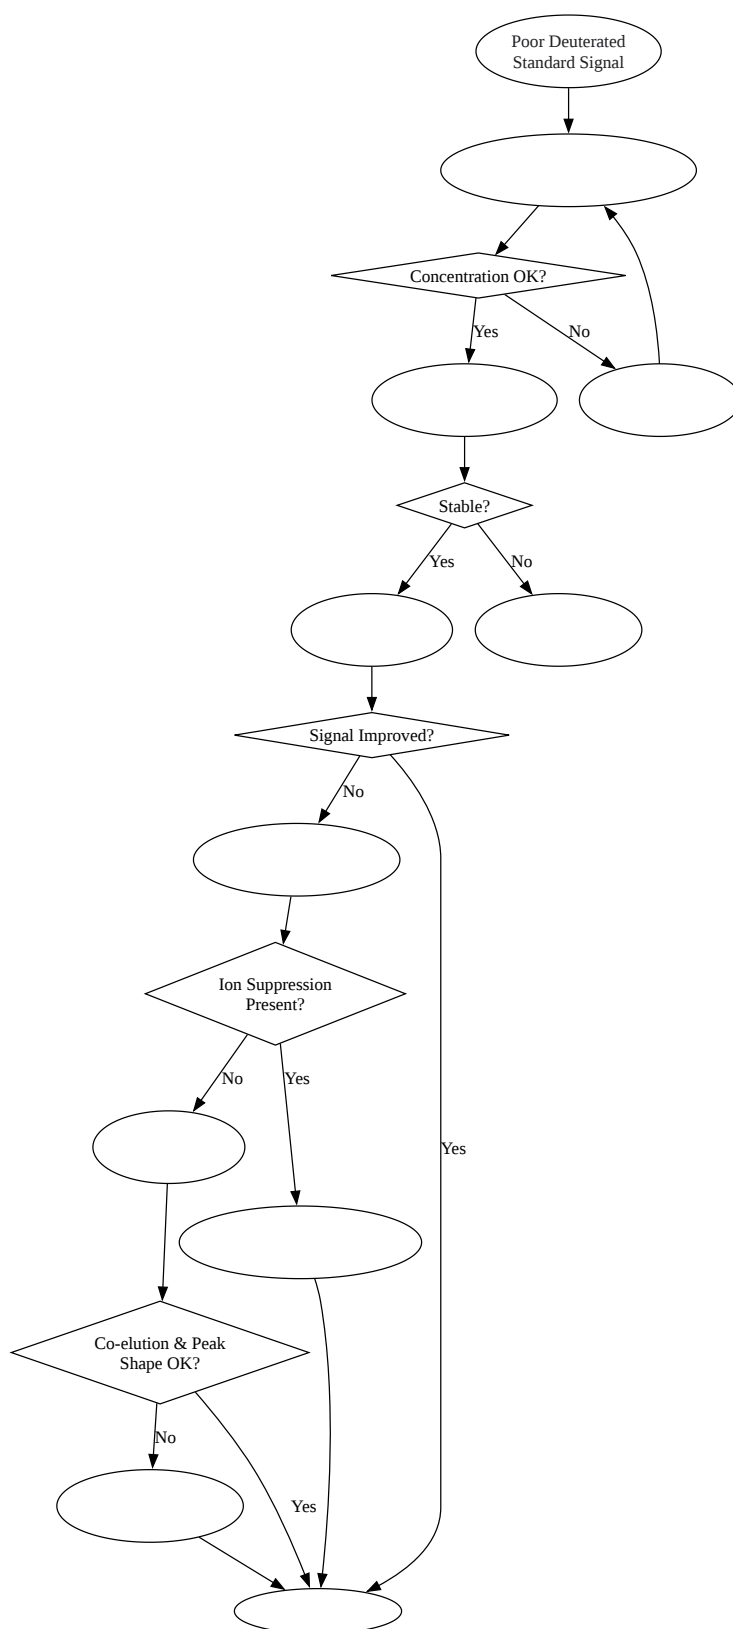 Poor Deuterated
Standard Signal
Concentration OK?
Yes
No
Stable?
Yes
No
Signal Improved?
No
Ion Suppression
Present?
No
Yes
Yes
Co-elution & Peak
Shape OK?
No
Yes